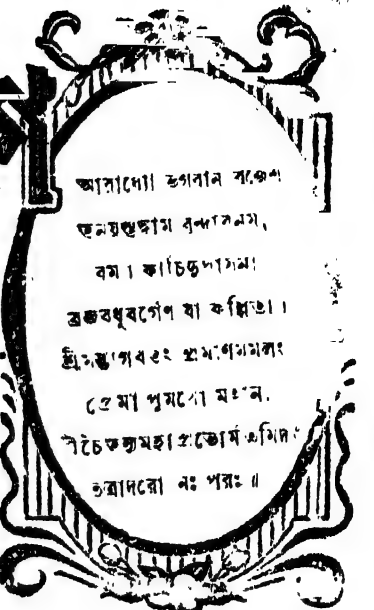 আরাধ্যো ভগবান ব্রজেশ
তনয়স্তদ্ধাম বৃন্দাবনম্,
রম্যা কাচিদুপাসনা
ব্রজবধূবর্গেণ যা কল্পিতা।
শ্রীমদ্ভাগবতং প্রমাণমমলং
প্রেমা পুমর্থো মহান্,
শ্রীচৈতন্যমহাপ্রভোর্মতমিদং
তত্রাদরো নঃ পরঃ॥